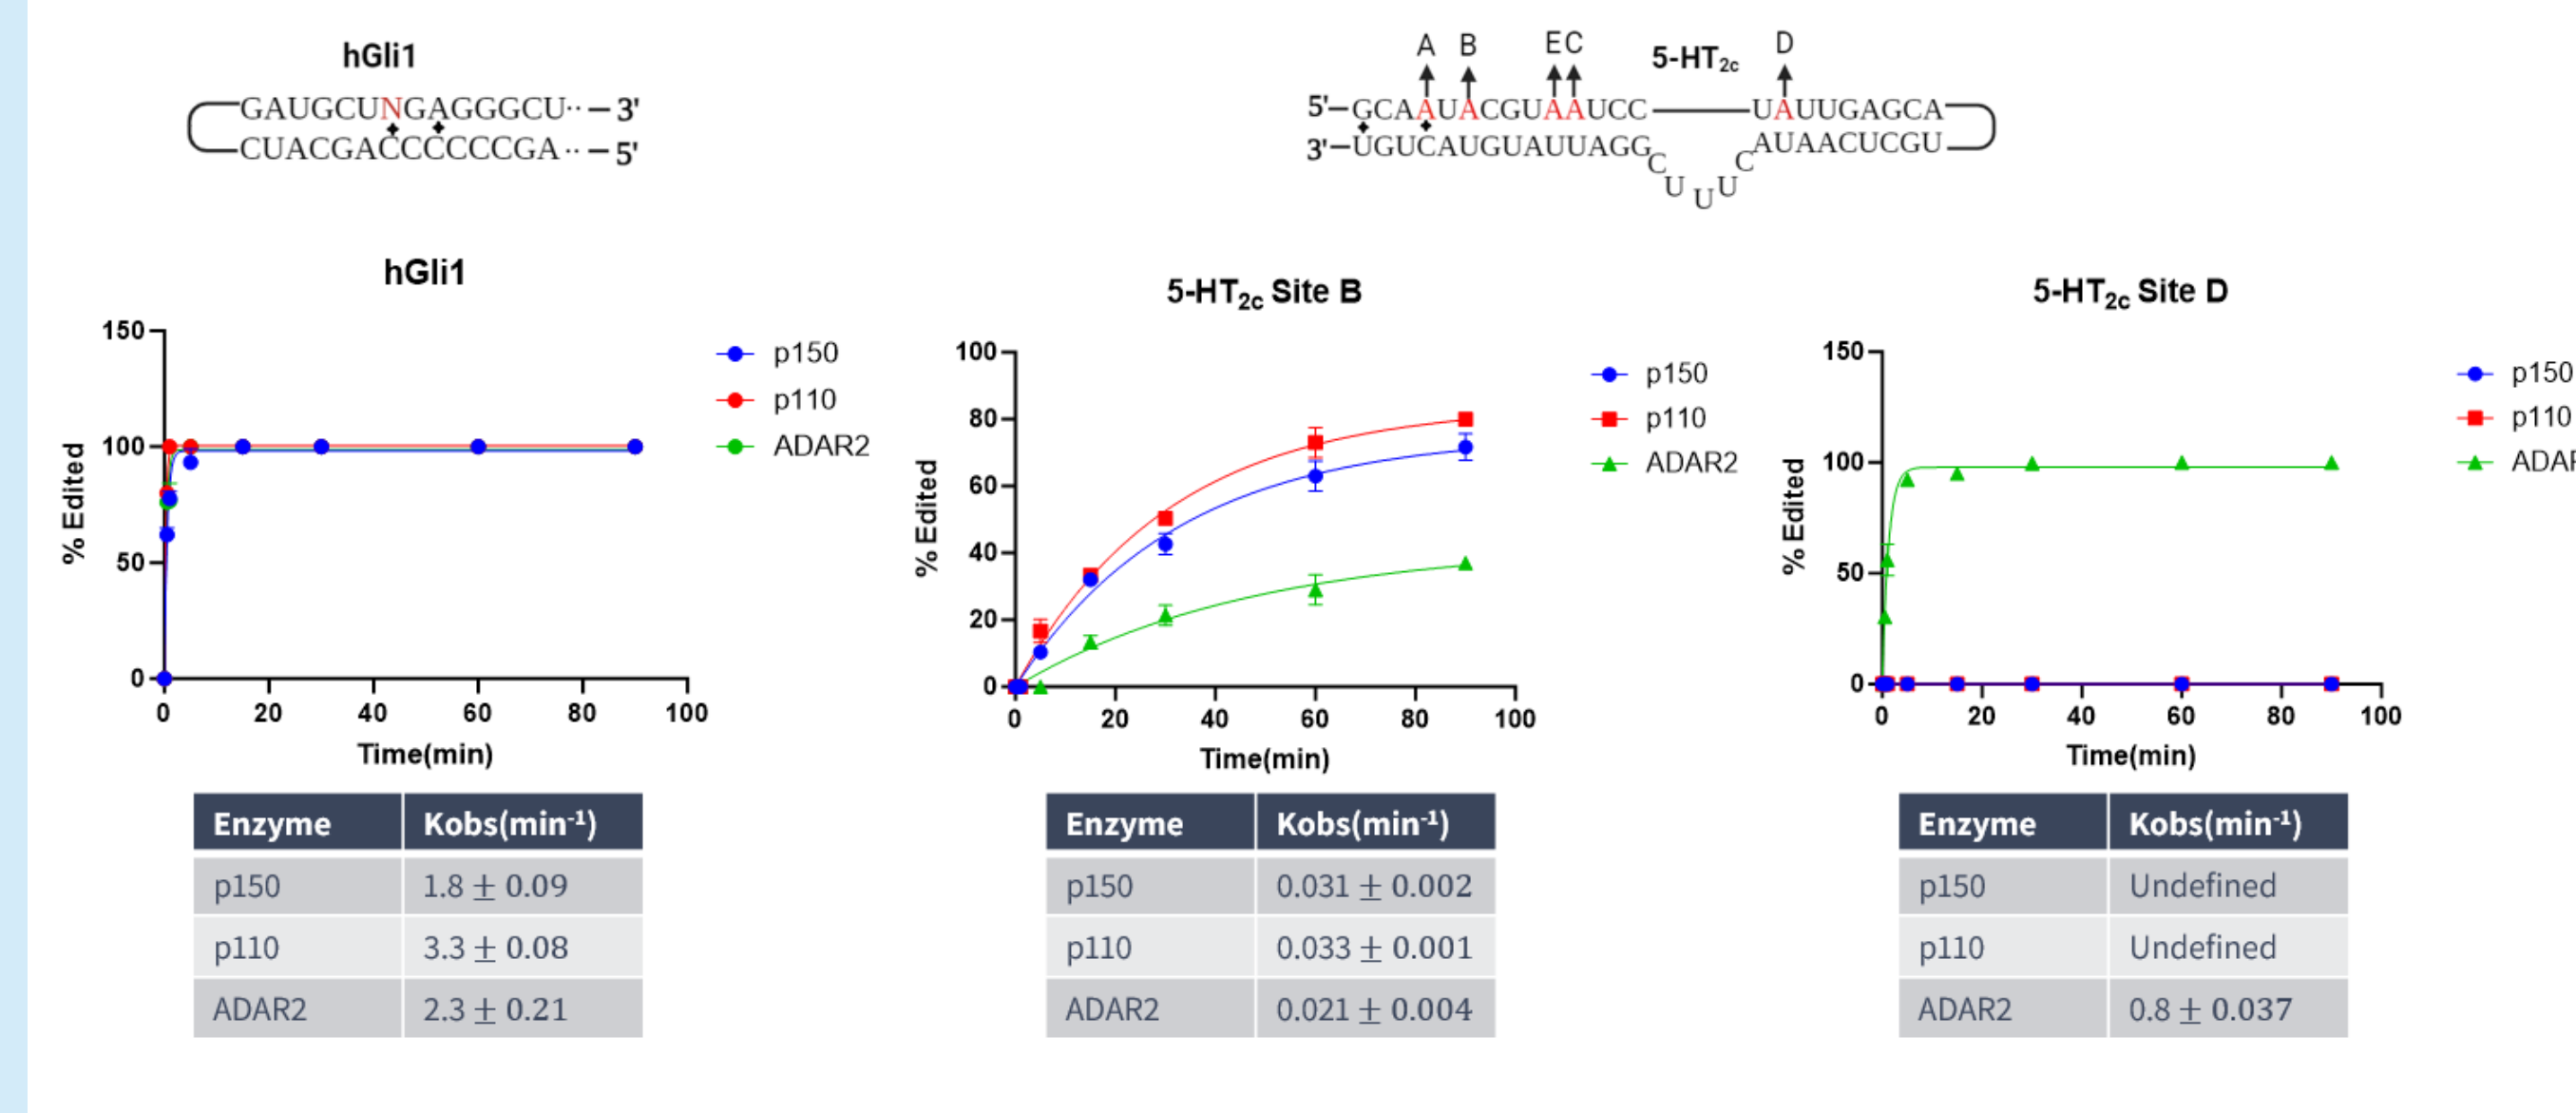 hGli1
GAUGCUNGAGGGCU·· — 3'
CUACGACCCCCCGA·· — 5'
A B E C 5-HT2c D
5'—GCAAUACGUAAUCC UAUUGAGCA
3'—UGUCAUGUAUUAGGCUUUCAUAACUCGU
hGli1
150
100
50
0
0 20 40 60 80 100
% Edited
Time(min)
p150
p110
ADAR2
5-HT2c Site B
100
80
60
40
20
0
0 20 40 60 80 100
% Edited
Time(min)
p150
p110
ADAR2
5-HT2c Site D
150
100
50
0
0 20 40 60 80 100
% Edited
Time(min)
p150
p110
ADAF
Enzyme Kobs(min-1)
p150 1.8 ± 0.09
p110 3.3 ± 0.08
ADAR2 2.3 ± 0.21
Enzyme Kobs(min-1)
p150 0.031 ± 0.002
p110 0.033 ± 0.001
ADAR2 0.021 ± 0.004
Enzyme Kobs(min-1)
p150 Undefined
p110 Undefined
ADAR2 0.8 ± 0.037